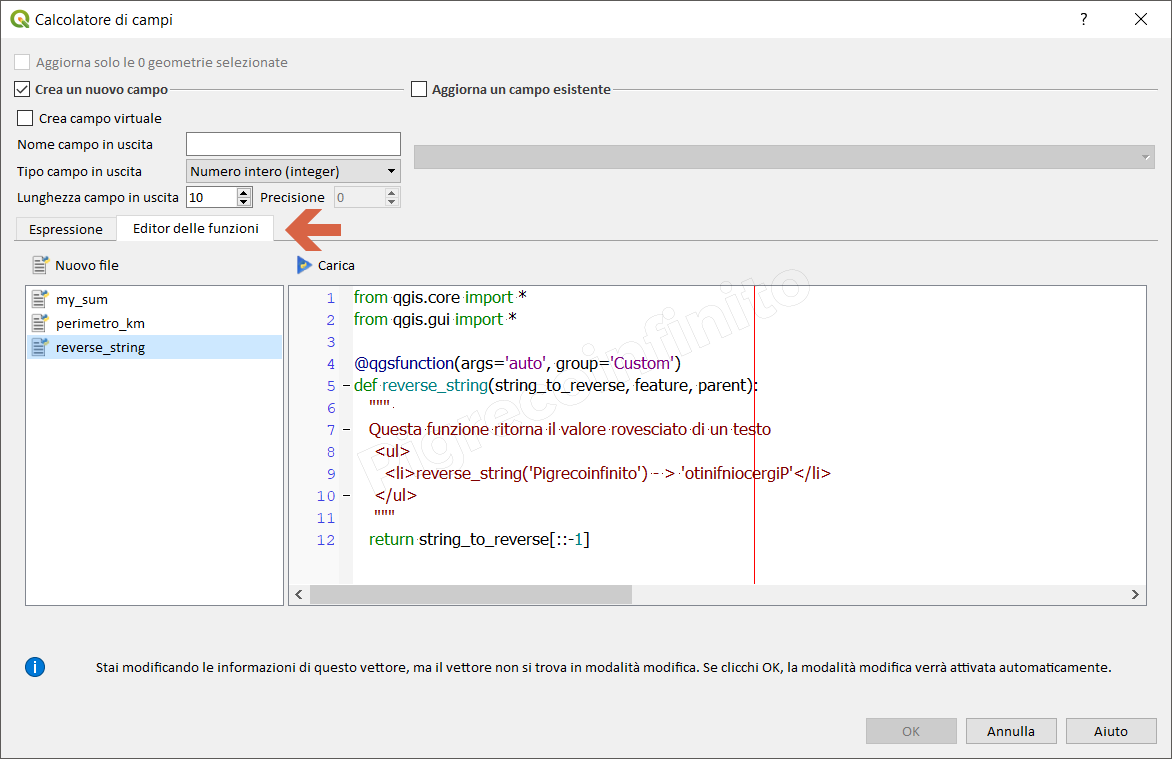 Calcolatore di campi
?
Aggiorna solo le 0 geometrie selezionate
Crea un nuovo campo
Aggiorna un campo esistente
Crea campo virtuale
Nome campo in uscita
Tipo campo in uscita Numero intero (integer)
Lunghezza campo in uscita 10 Precisione 0
Espressione Editor delle funzioni
Nuovo file
Carica
my_sum
perimetro_km
reverse_string
1 from qgis.core import *
2 from qgis.gui import *
3
4 @qgsfunction(args='auto', group='Custom')
5 def reverse_string(string_to_reverse, feature, parent):
6 """
7 Questa funzione ritorna il valore rovesciato di un testo
8 <ul>
9 <li>reverse_string('Pigrecoinfinito') -> 'otinifniocergiP'</li>
10 </ul>
11 """
12 return string_to_reverse[::-1]
Pigrecoinfinito
Stai modificando le informazioni di questo vettore, ma il vettore non si trova in modalità modifica. Se clicchi OK, la modalità modifica verrà attivata automaticamente.
OK Annulla Aiuto